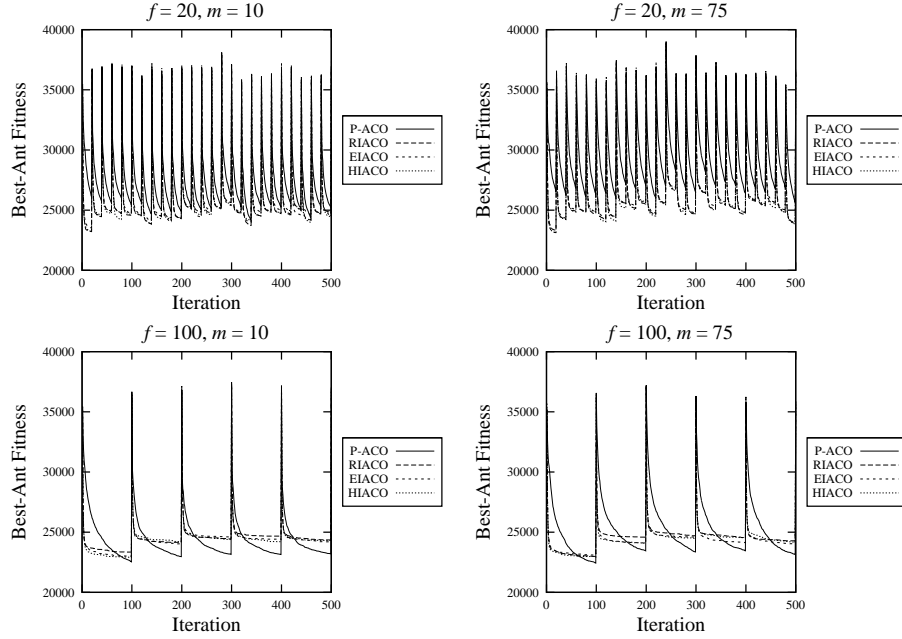 f = 20, m = 10
40000
35000
30000
25000
20000
Best-Ant Fitness
0 100 200 300 400 500
Iteration
P-ACO
RIACO
EIACO
HIACO
f = 20, m = 75
40000
35000
30000
25000
20000
Best-Ant Fitness
0 100 200 300 400 500
Iteration
P-ACO
RIACO
EIACO
HIACO
f = 100, m = 10
40000
35000
30000
25000
20000
Best-Ant Fitness
0 100 200 300 400 500
Iteration
P-ACO
RIACO
EIACO
HIACO
f = 100, m = 75
40000
35000
30000
25000
20000
Best-Ant Fitness
0 100 200 300 400 500
Iteration
P-ACO
RIACO
EIACO
HIACO